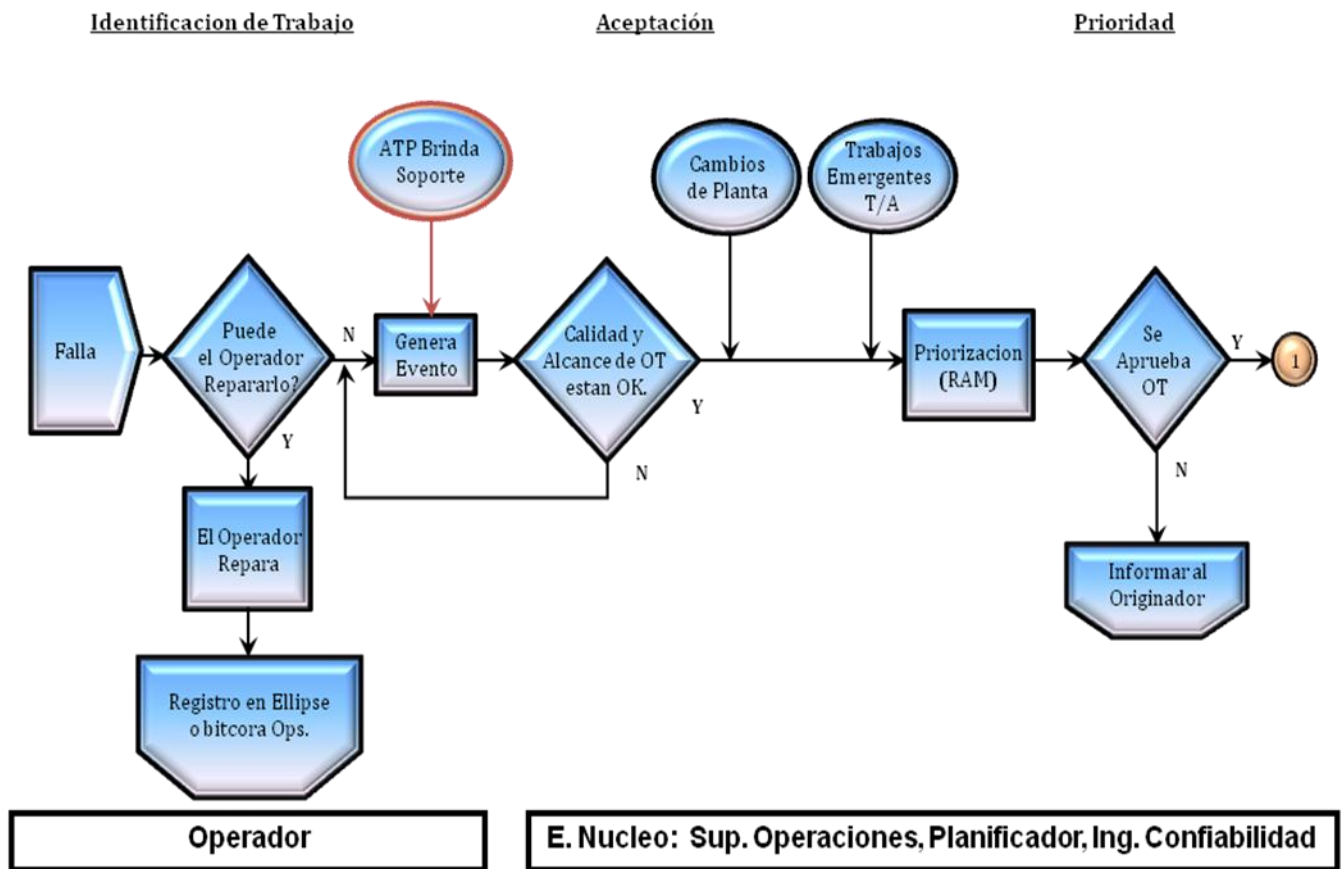 Identificacion de Trabajo
Aceptación
Prioridad
ATP Brinda
Soporte
Cambios
de Planta
Trabajos
Emergentes
T/A
Falla
Puede
el Operador
Repararlo?
N
Genera
Evento
Calidad y
Alcance de OT
estan OK.
Y
Priorizacion
(RAM)
Se
Aprueba
OT
Y
1
Y
N
N
El Operador
Repara
Informar al
Originador
Registro en Ellipse
o bitcora Ops.
Operador
E. Nucleo: Sup. Operaciones, Planificador, Ing. Confiabilidad